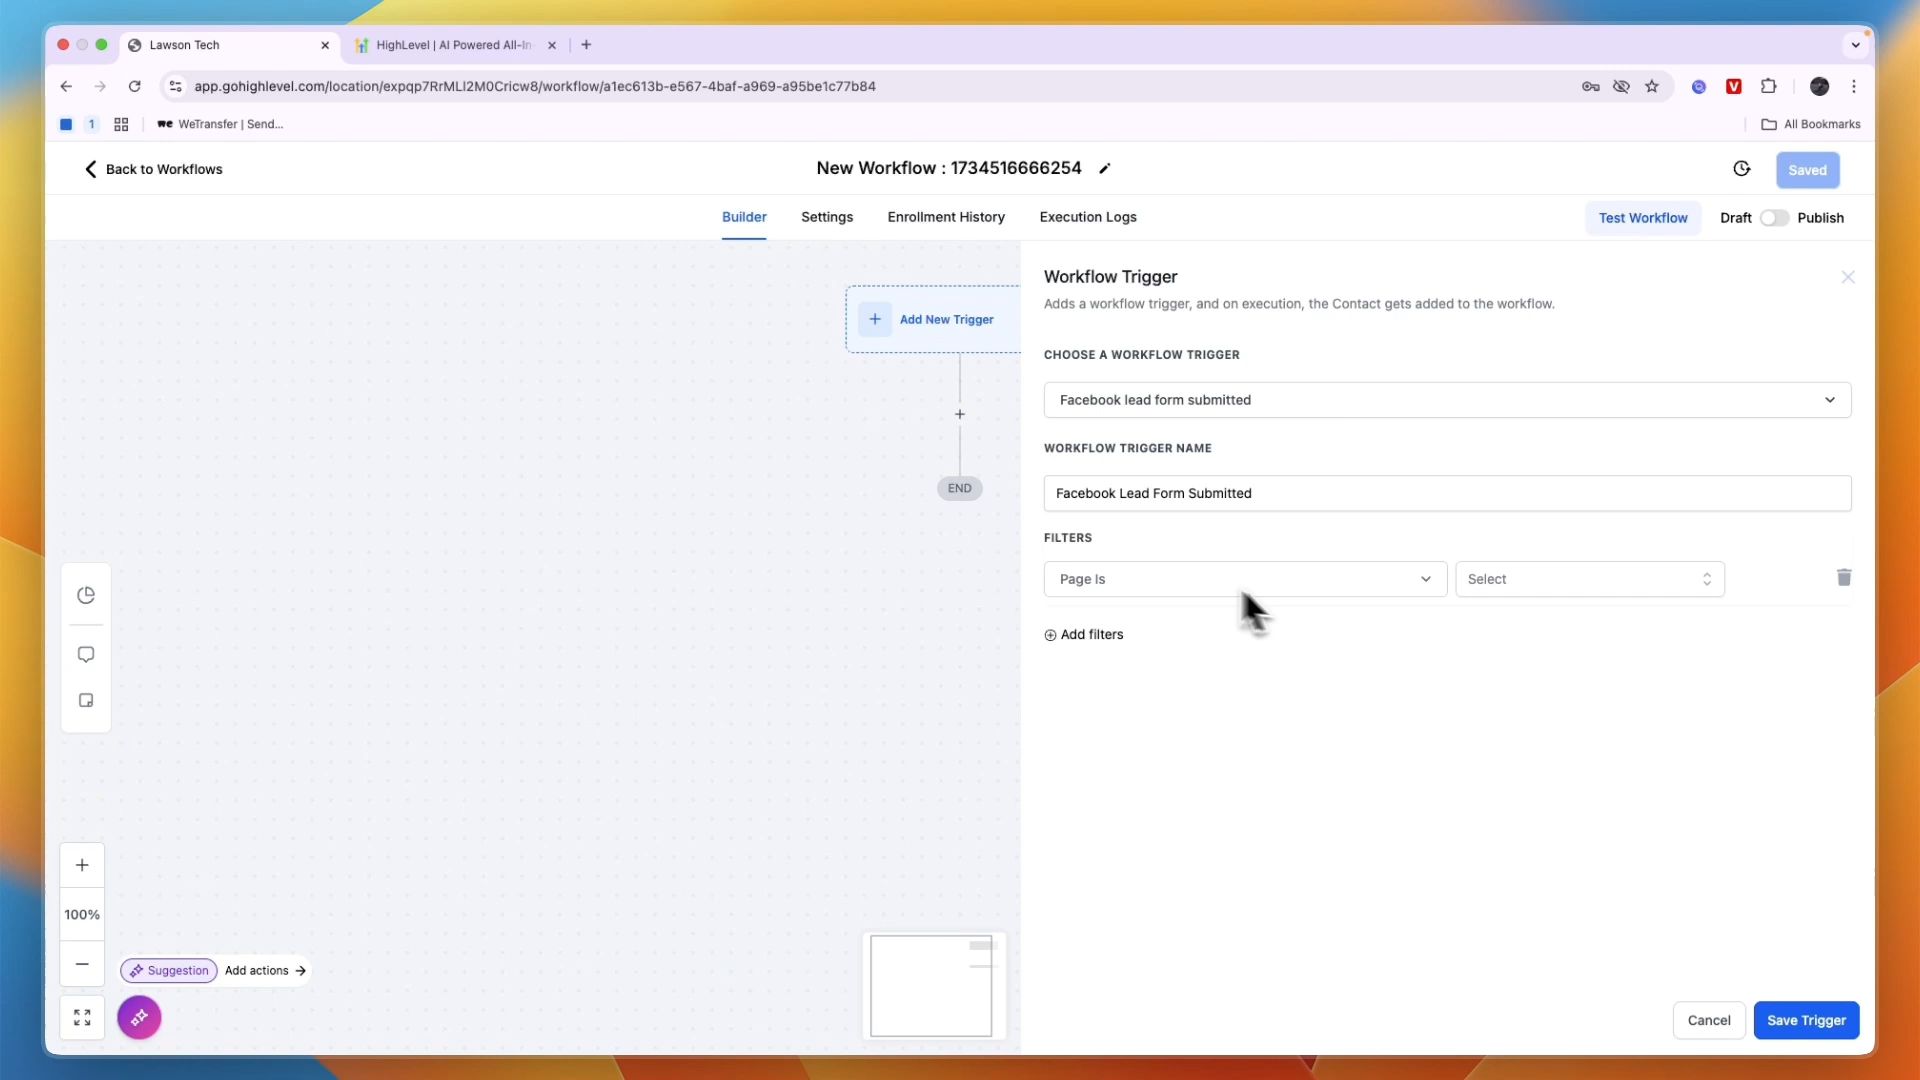 Lawson Tech
HighLevel | AI Powered All-In-
app.gohighlevel.com/location/expqp7RrMLI2M0Cricw8/workflow/a1ec613b-e567-4baf-a969-a95be1c77b84
V
1
we WeTransfer | Send...
All Bookmarks
Back to Workflows
New Workflow : 1734516666254
Saved
Builder
Settings
Enrollment History
Execution Logs
Test Workflow
Draft
Publish
Add New Trigger
END
Workflow Trigger
Adds a workflow trigger, and on execution, the Contact gets added to the workflow.
CHOOSE A WORKFLOW TRIGGER
Facebook lead form submitted
WORKFLOW TRIGGER NAME
Facebook Lead Form Submitted
FILTERS
Page Is
Select
Add filters
100%
Suggestion
Add actions →
Cancel
Save Trigger